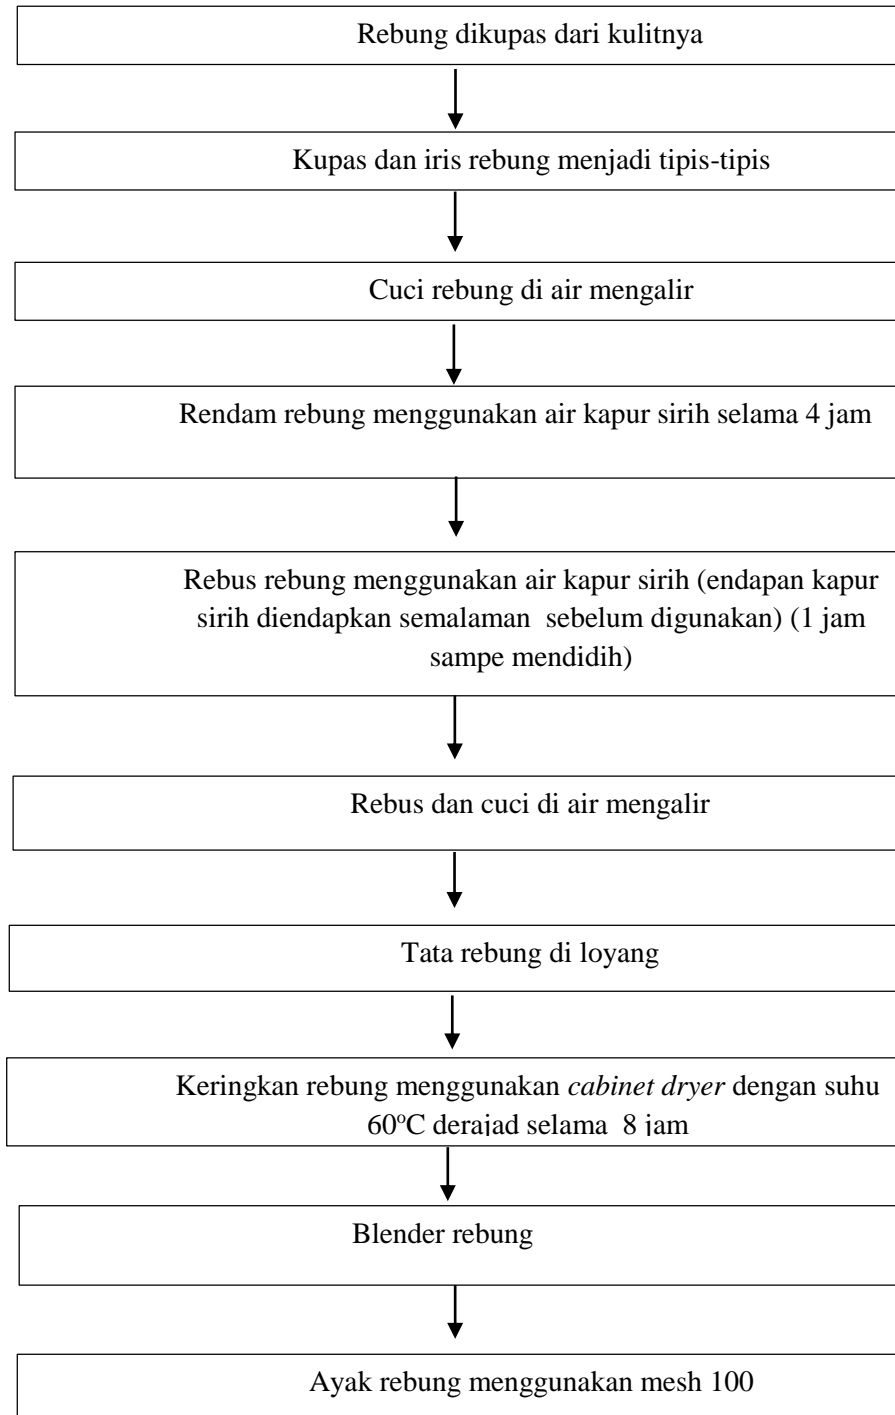 Rebung dikupas dari kulitnya
Kupas dan iris rebung menjadi tipis-tipis
Cuci rebung di air mengalir
Rendam rebung menggunakan air kapur sirih selama 4 jam
Rebus rebung menggunakan air kapur sirih (endapan kapur
sirih diendapkan semalaman  sebelum digunakan) (1 jam
sampe mendidih)
Rebus dan cuci di air mengalir
Tata rebung di loyang
Keringkan rebung menggunakan cabinet dryer dengan suhu
60°C derajad selama  8 jam
Blender rebung
Ayak rebung menggunakan mesh 100